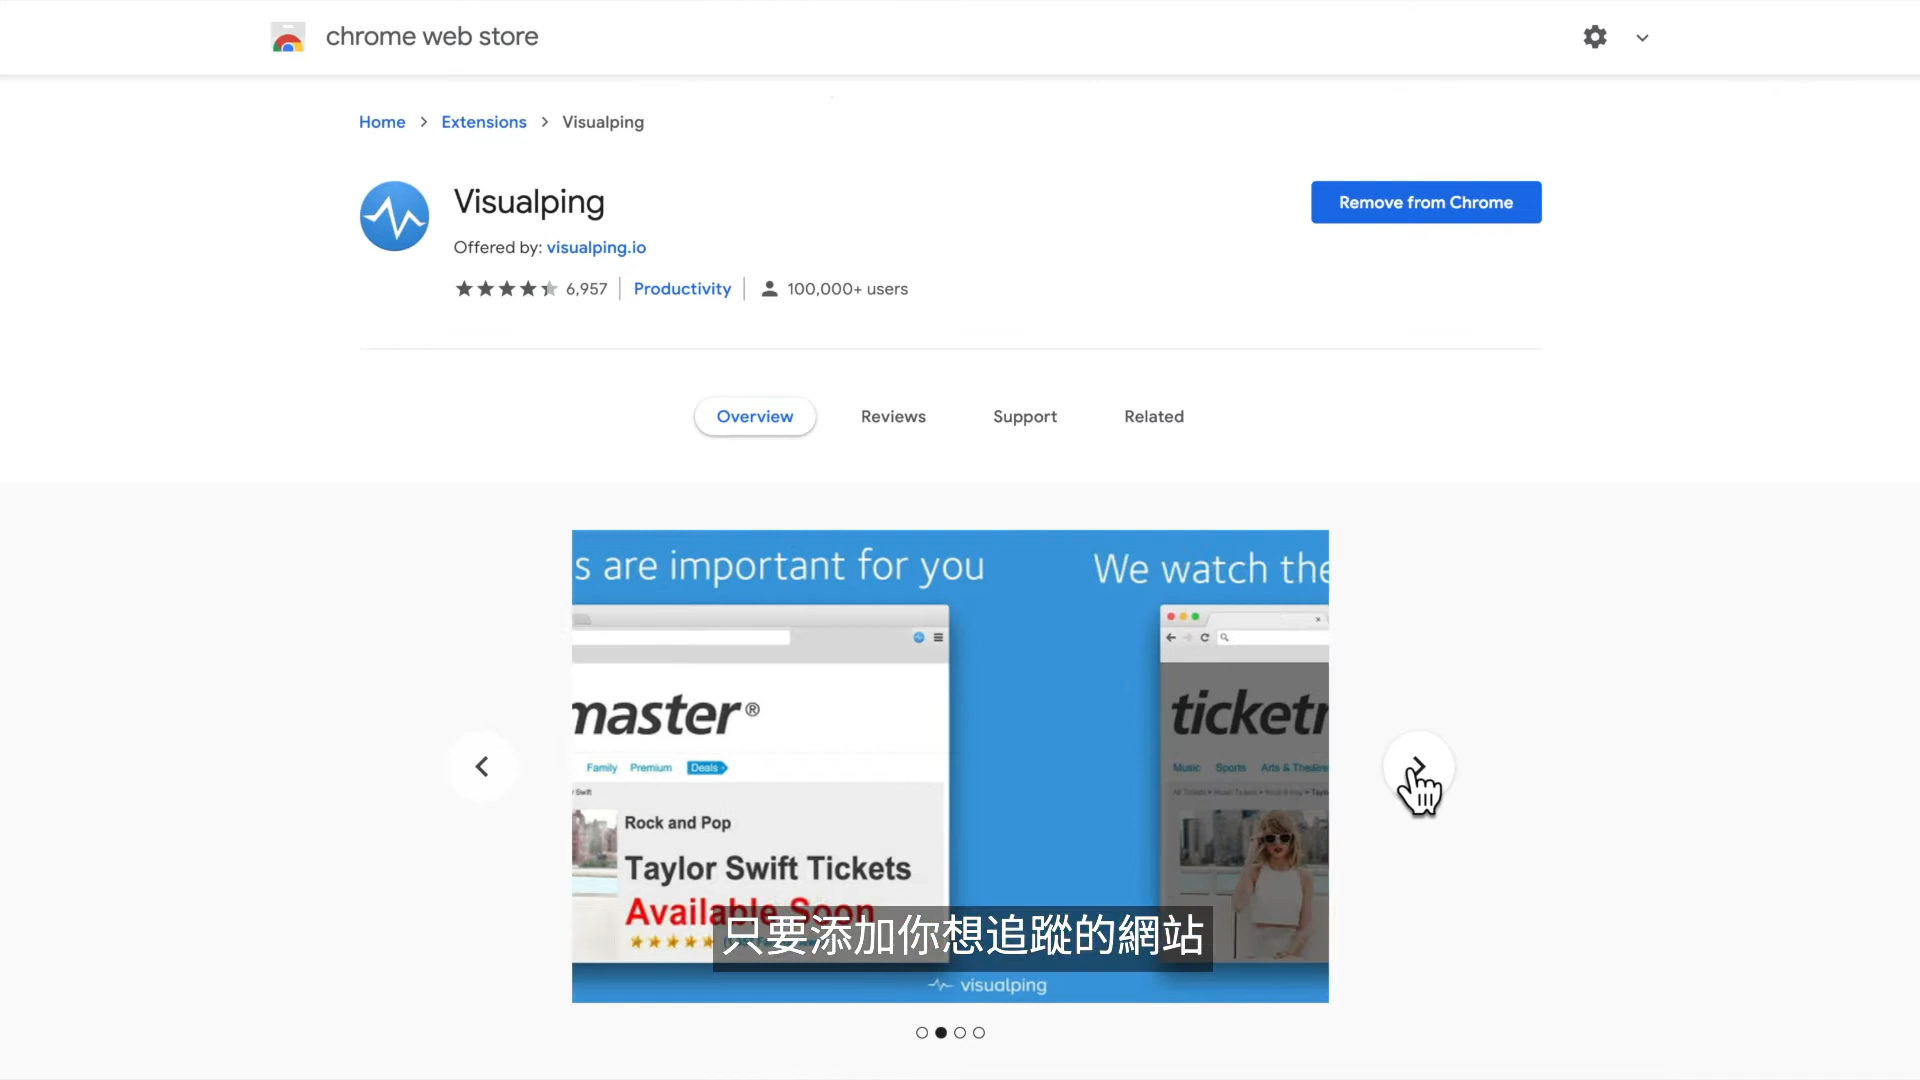 chrome web store
Home > Extensions > Visualping
Visualping
Remove from Chrome
Offered by: visualping.io
6,957 | Productivity | 100,000+ users
Overview Reviews Support Related
s are important for you
We watch the
master®
ticketr
Family Premium Deals
Music Sports Arts & Theatre
Swift
Rock and Pop
Taylor Swift Tickets
Available Soon
只要添加你想追蹤的網站
visualping